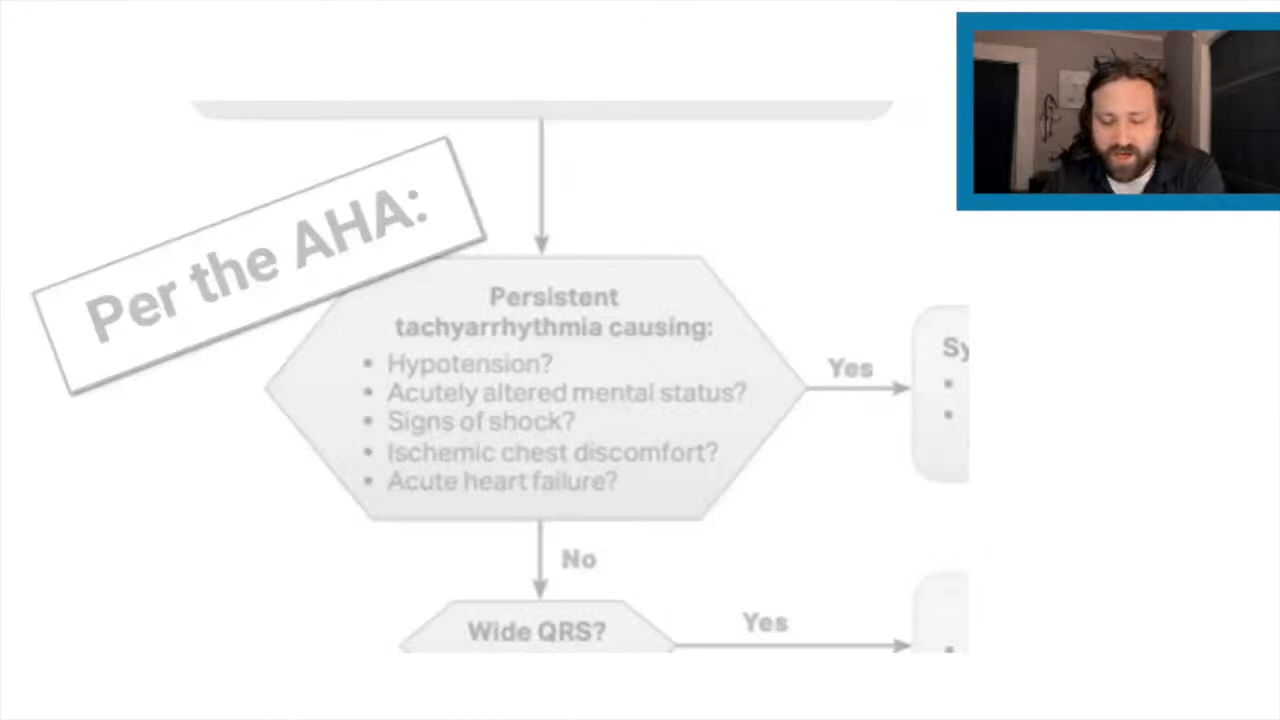 Per the AHA:
Persistent
tachyarrhythmia causing:
• Hypotension?
• Acutely altered mental status?
• Signs of shock?
• Ischemic chest discomfort?
• Acute heart failure?
Yes
Sy
No
Wide QRS?
Yes